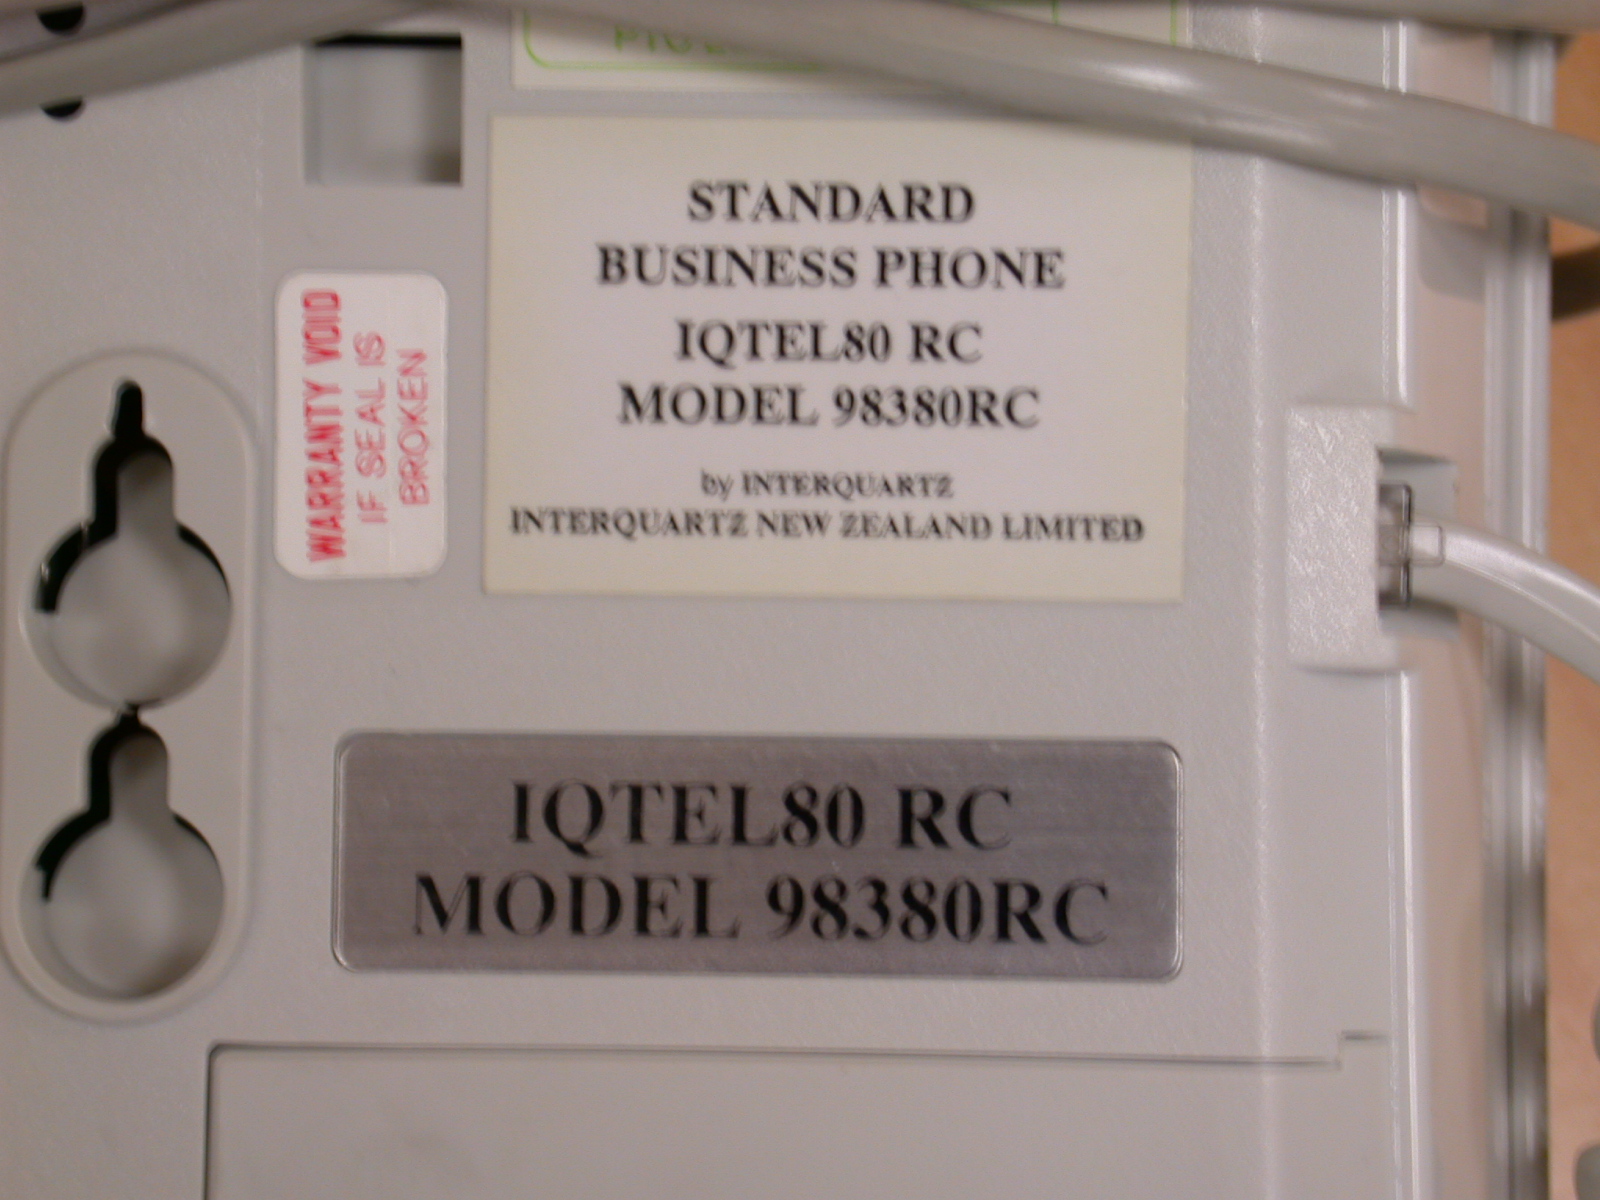 STANDARD
BUSINESS PHONE
IQTEL80 RC
MODEL 98380RC
by INTERQUARTZ
INTERQUARTZ NEW ZEALAND LIMITED
WARRANTY VOID
IF SEAL IS
BROKEN
IQTEL80 RC
MODEL 98380RC